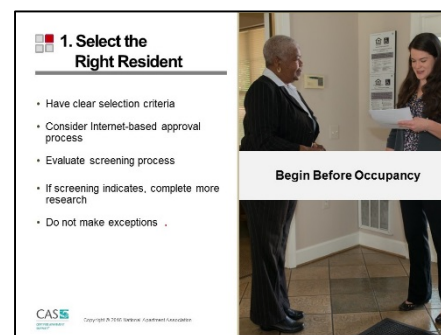 1. Select the
Right Resident
• Have clear selection criteria
• Consider Internet-based approval
process
• Evaluate screening process
• If screening indicates, complete more
research
• Do not make exceptions .
Begin Before Occupancy
CAS
Copyright © 2016 National Apartment Association